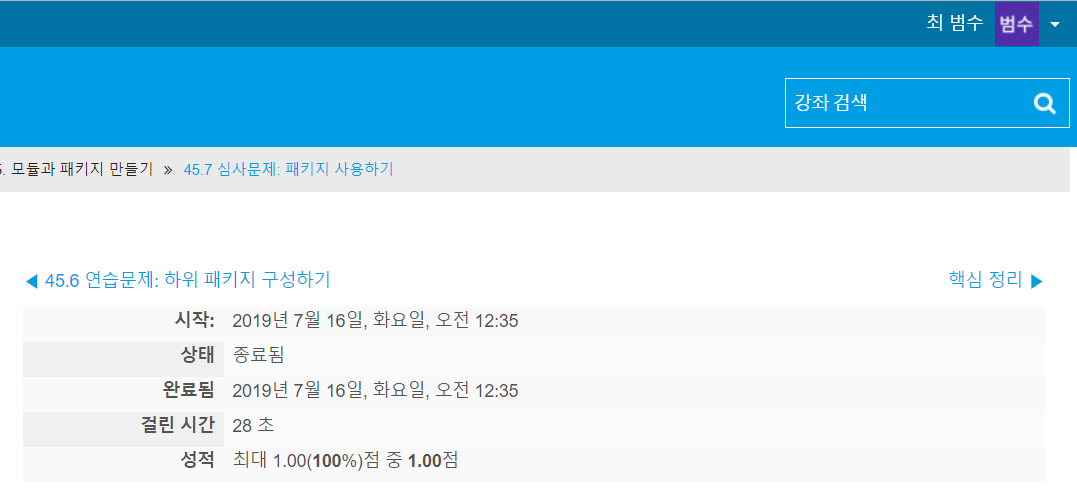 최 범수 범수
강좌 검색
. 모듈과 패키지 만들기 » 45.7 심사문제: 패키지 사용하기
◀ 45.6 연습문제: 하위 패키지 구성하기 핵심 정리 ▶
시작: 2019년 7월 16일, 화요일, 오전 12:35
상태 종료됨
완료됨 2019년 7월 16일, 화요일, 오전 12:35
걸린 시간 28 초
성적 최대 1.00(100%)점 중 1.00점